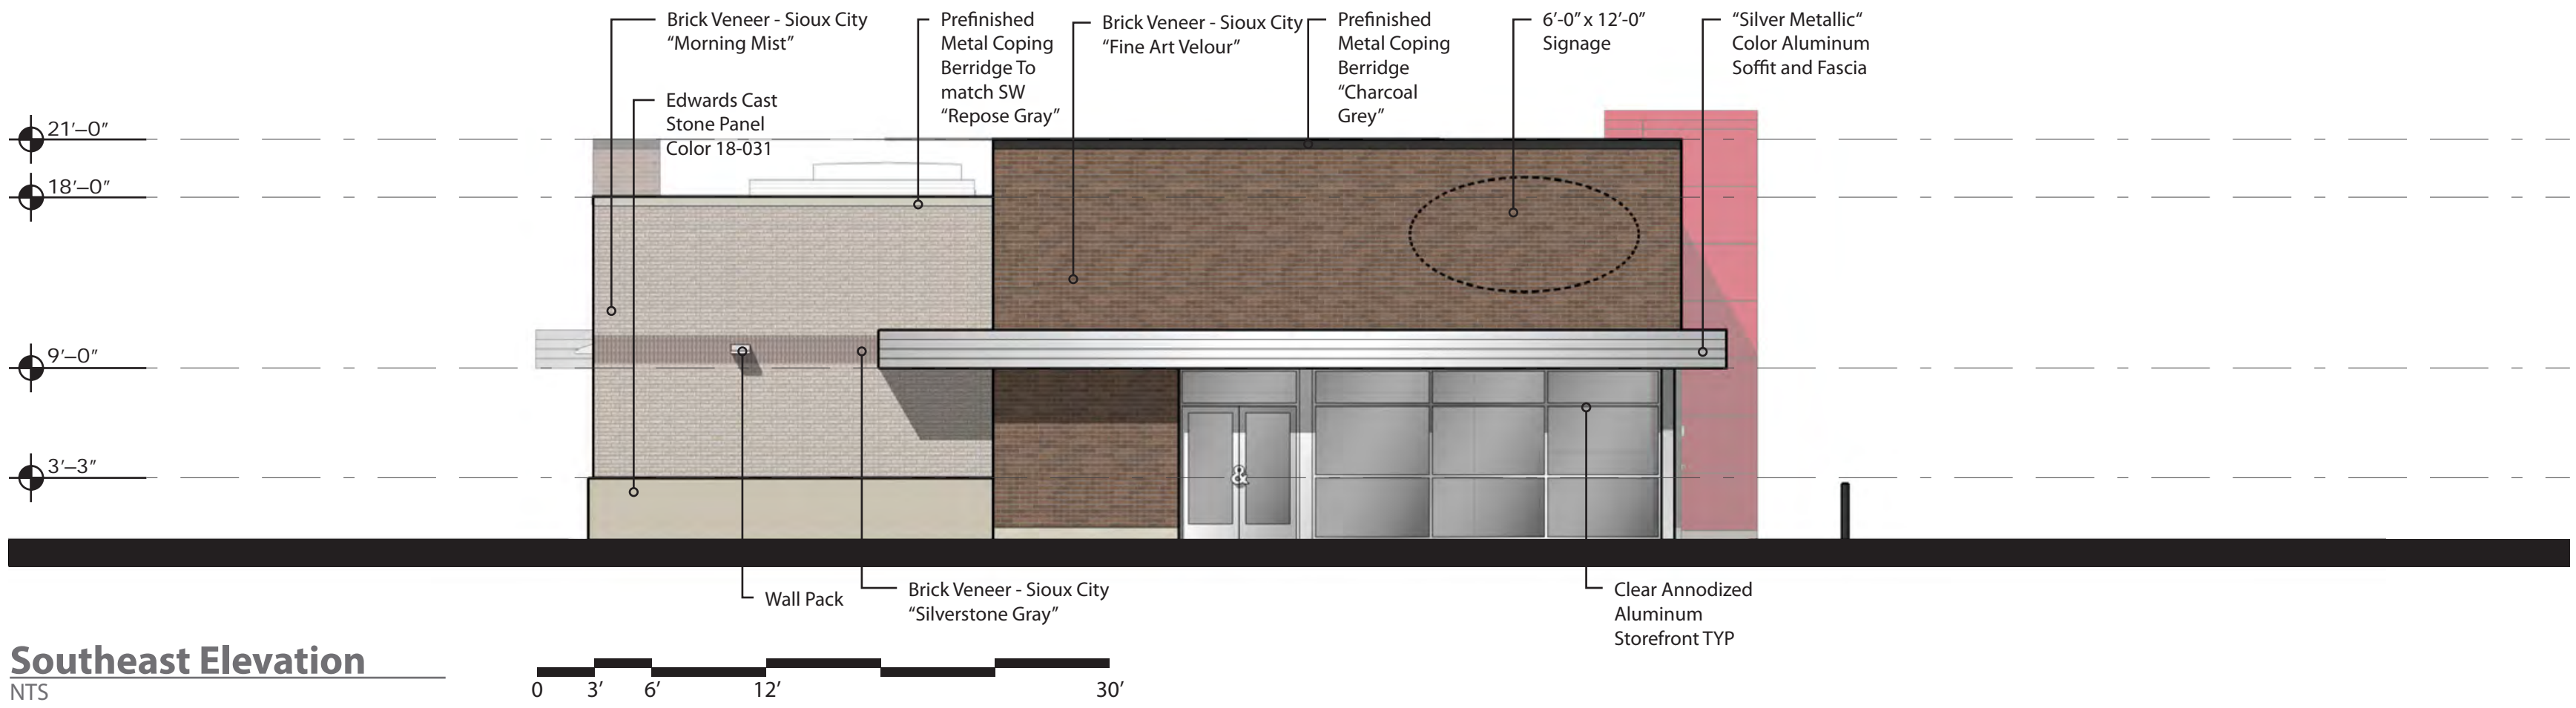 Brick Veneer - Sioux City
“Morning Mist”
Edwards Cast
Stone Panel
Color 18-031
Prefinished
Metal Coping
Berridge To
match SW
“Repose Gray”
Brick Veneer - Sioux City
“Fine Art Velour”
Prefinished
Metal Coping
Berridge
“Charcoal
Grey”
6’-0” x 12’-0”
Signage
“Silver Metallic“
Color Aluminum
Soffit and Fascia
21’–0”
18’–0”
9’–0”
3’–3”
&
Wall Pack
Brick Veneer - Sioux City
“Silverstone Gray”
Clear Annodized
Aluminum
Storefront TYP
Southeast Elevation
NTS
0 3’ 6’ 12’ 30’